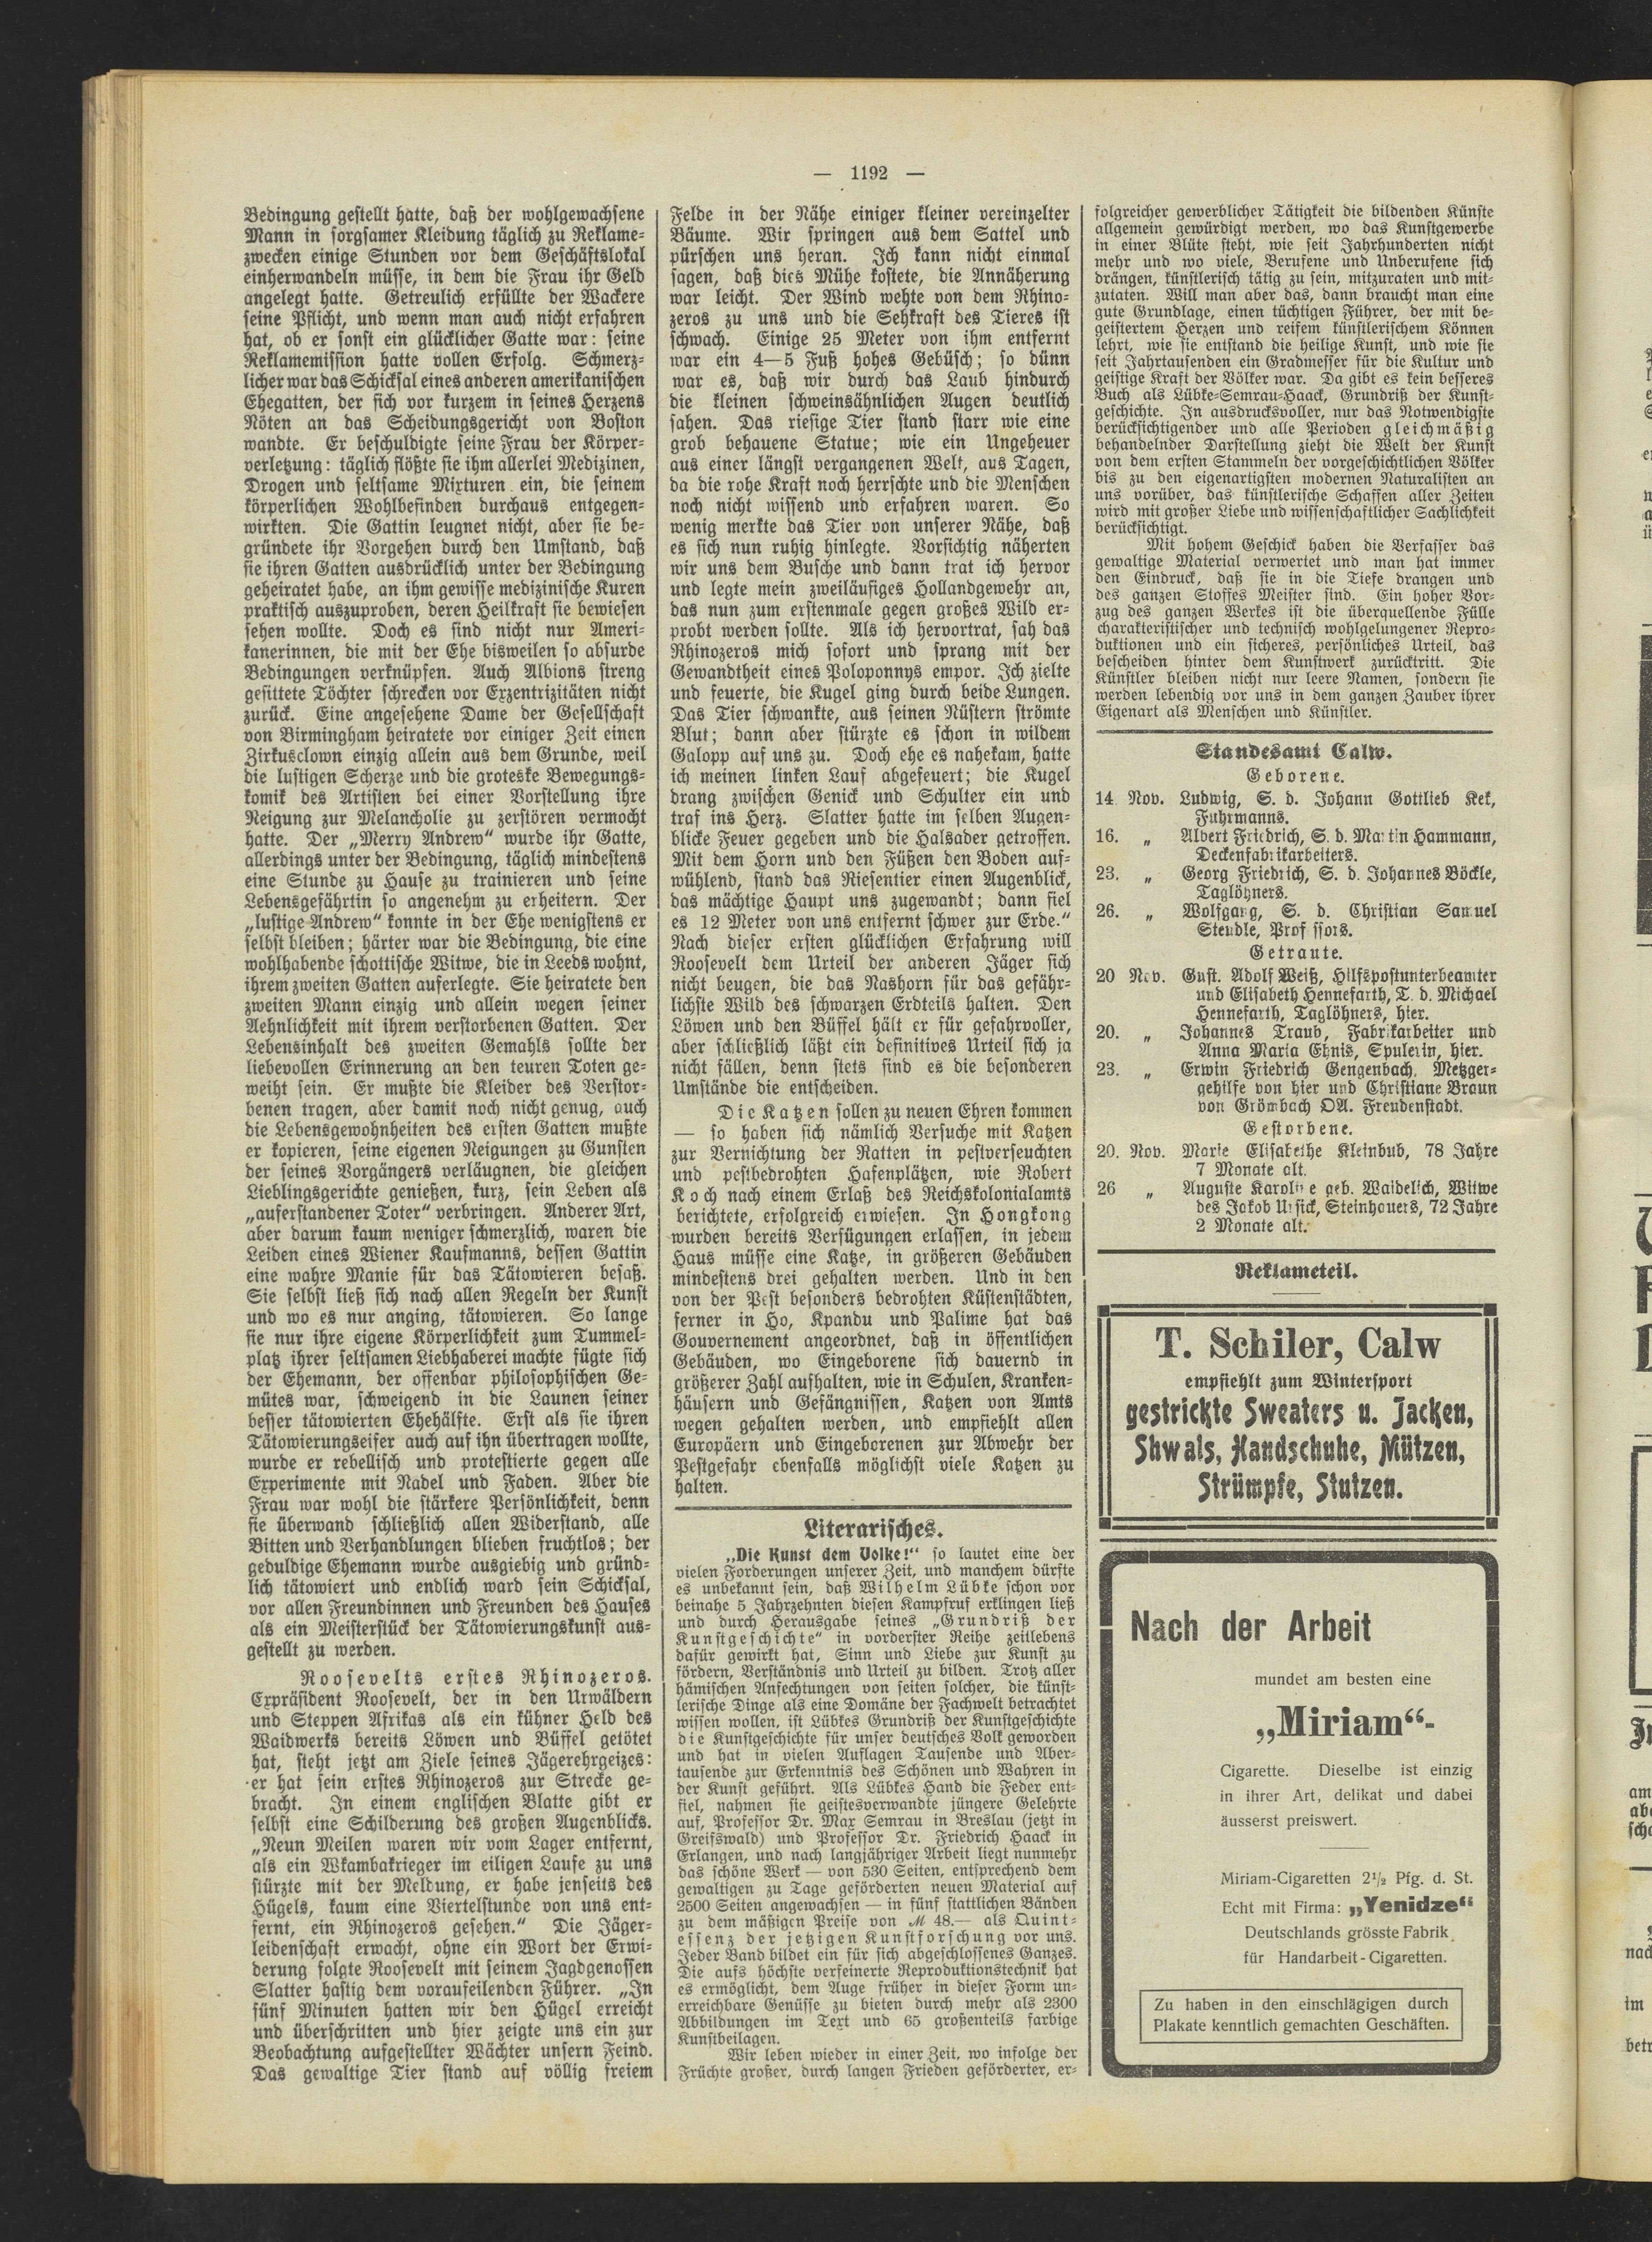 — 1192 —
Bedingung gestellt hatte, daß der wohlgewachsene
Mann in sorgsamer Kleidung täglich zu Reklame-
zwecken einige Stunden vor dem Geschäftslokal
einherwandeln müsse, in dem die Frau ihr Geld
angelegt hatte. Getreulich erfüllte der Wackere
seine Pflicht, und wenn man auch nicht erfahren
hat, ob er sonst ein glücklicher Gatte war: seine
Reklamemission hatte vollen Erfolg. Schmerz-
licher war das Schicksal eines anderen amerikanischen
Ehegatten, der sich vor kurzem in seines Herzens
Nöten an das Scheidungsgericht von Boston
wandte. Er beschuldigte seine Frau der Körper-
verletzung: täglich flößte sie ihm allerlei Medizinen,
Drogen und seltsame Mixturen ein, die seinem
körperlichen Wohlbefinden durchaus entgegen-
wirkten. Die Gattin leugnet nicht, aber sie be-
gründete ihr Vorgehen durch den Umstand, daß
sie ihren Gatten ausdrücklich unter der Bedingung
geheiratet habe, an ihm gewisse medizinische Kuren
praktisch auszuproben, deren Heilkraft sie bewiesen
sehen wollte. Doch es sind nicht nur Ameri-
kanerinnen, die mit der Ehe bisweilen so absurde
Bedingungen verknüpfen. Auch Albions streng
gesittete Töchter schrecken vor Exzentrizitäten nicht
zurück. Eine angesehene Dame der Gesellschaft
von Birmingham heiratete vor einiger Zeit einen
Zirkusclown einzig allein aus dem Grunde, weil
die lustigen Scherze und die groteske Bewegungs-
komik des Artisten bei einer Vorstellung ihre
Neigung zur Melancholie zu zerstören vermocht
hatte. Der „Merry Andrew“ wurde ihr Gatte,
allerdings unter der Bedingung, täglich mindestens
eine Stunde zu Hause zu trainieren und seine
Lebensgefährtin so angenehm zu erheitern. Der
„lustige Andrew“ konnte in der Ehe wenigstens er
selbst bleiben; härter war die Bedingung, die eine
wohlhabende schottische Witwe, die in Leeds wohnt,
ihrem zweiten Gatten auferlegte. Sie heiratete den
zweiten Mann einzig und allein wegen seiner
Aehnlichkeit mit ihrem verstorbenen Gatten. Der
Lebensinhalt des zweiten Gemahls sollte der
liebevollen Erinnerung an den teuren Toten ge-
weiht sein. Er mußte die Kleider des Verstor-
benen tragen, aber damit noch nicht genug, auch
die Lebensgewohnheiten des ersten Gatten mußte
er kopieren, seine eigenen Neigungen zu Gunsten
der seines Vorgängers verläugnen, die gleichen
Lieblingsgerichte genießen, kurz, sein Leben als
„auferstandener Toter“ verbringen. Anderer Art,
aber darum kaum weniger schmerzlich, waren die
Leiden eines Wiener Kaufmanns, dessen Gattin
eine wahre Manie für das Tätowieren besaß.
Sie selbst ließ sich nach allen Regeln der Kunst
und wo es nur anging, tätowieren. So lange
sie nur ihre eigene Körperlichkeit zum Tummel-
platz ihrer seltsamen Liebhaberei machte fügte sich
der Ehemann, der offenbar philosophischen Ge-
mütes war, schweigend in die Launen seiner
besser tätowierten Ehehälfte. Erst als sie ihren
Tätowierungseifer auch auf ihn übertragen wollte,
wurde er rebellisch und protestierte gegen alle
Experimente mit Nadel und Faden. Aber die
Frau war wohl die stärkere Persönlichkeit, denn
sie überwand schließlich allen Widerstand, alle
Bitten und Verhandlungen blieben fruchtlos; der
geduldige Ehemann wurde ausgiebig und gründ-
lich tätowiert und endlich ward sein Schicksal,
vor allen Freundinnen und Freunden des Hauses
als ein Meisterstück der Tätowierungskunst aus-
gestellt zu werden.
Roosevelts erstes Rhinozeros.
Expräsident Roosevelt, der in den Urwäldern
und Steppen Afrikas als ein kühner Held des
Waidwerks bereits Löwen und Büffel getötet
hat, steht jetzt am Ziele seines Jägerehrgeizes:
er hat sein erstes Rhinozeros zur Strecke ge-
bracht. In einem englischen Blatte gibt er
selbst eine Schilderung des großen Augenblicks.
„Neun Meilen waren wir vom Lager entfernt,
als ein Wkambakrieger im eiligen Laufe zu uns
stürzte mit der Meldung, er habe jenseits des
Hügels, kaum eine Viertelstunde von uns ent-
fernt, ein Rhinozeros gesehen.“ Die Jäger-
leidenschaft erwacht, ohne ein Wort der Erwi-
derung folgte Roosevelt mit seinem Jagdgenossen
Slatter hastig dem vorauseilenden Führer. „In
fünf Minuten hatten wir den Hügel erreicht
und überschritten und hier zeigte uns ein zur
Beobachtung aufgestellter Wächter unsern Feind.
Das gewaltige Tier stand auf völlig freiem
Felde in der Nähe einiger kleiner vereinzelter
Bäume. Wir springen aus dem Sattel und
pürschen uns heran. Ich kann nicht einmal
sagen, daß dies Mühe kostete, die Annäherung
war leicht. Der Wind wehte von dem Rhino-
zeros zu uns und die Sehkraft des Tieres ist
schwach. Einige 25 Meter von ihm entfernt
war ein 4—5 Fuß hohes Gebüsch; so dünn
war es, daß wir durch das Laub hindurch
die kleinen schweinsähnlichen Augen deutlich
sahen. Das riesige Tier stand starr wie eine
grob behauene Statue; wie ein Ungeheuer
aus einer längst vergangenen Welt, aus Tagen,
da die rohe Kraft noch herrschte und die Menschen
noch nicht wissend und erfahren waren. So
wenig merkte das Tier von unserer Nähe, daß
es sich nun ruhig hinlegte. Vorsichtig näherten
wir uns dem Busche und dann trat ich hervor
und legte mein zweiläufiges Hollandgewehr an,
das nun zum erstenmale gegen großes Wild er-
probt werden sollte. Als ich hervortrat, sah das
Rhinozeros mich sofort und sprang mit der
Gewandtheit eines Poloponnys empor. Ich zielte
und feuerte, die Kugel ging durch beide Lungen.
Das Tier schwankte, aus seinen Nüstern strömte
Blut; dann aber stürzte es schon in wildem
Galopp auf uns zu. Doch ehe es nahekam, hatte
ich meinen linken Lauf abgefeuert; die Kugel
drang zwischen Genick und Schulter ein und
traf ins Herz. Slatter hatte im selben Augen-
blicke Feuer gegeben und die Halsader getroffen.
Mit dem Horn und den Füßen den Boden auf-
wühlend, stand das Riesentier einen Augenblick,
das mächtige Haupt uns zugewandt; dann fiel
es 12 Meter von uns entfernt schwer zur Erde.“
Nach dieser ersten glücklichen Erfahrung will
Roosevelt dem Urteil der anderen Jäger sich
nicht beugen, die das Nashorn für das gefähr-
lichste Wild des schwarzen Erdteils halten. Den
Löwen und den Büffel hält er für gefahrvoller,
aber schließlich läßt ein definitives Urteil sich ja
nicht fällen, denn stets sind es die besonderen
Umstände die entscheiden.
Die Katzen sollen zu neuen Ehren kommen
— so haben sich nämlich Versuche mit Katzen
zur Vernichtung der Ratten in pestverseuchten
und pestbedrohten Hafenplätzen, wie Robert
Koch nach einem Erlaß des Reichskolonialamts
berichtete, erfolgreich erwiesen. In Hongkong
wurden bereits Verfügungen erlassen, in jedem
Haus müsse eine Katze, in größeren Gebäuden
mindestens drei gehalten werden. Und in den
von der Pest besonders bedrohten Küstenstädten,
ferner in Ho, Kpandu und Palime hat das
Gouvernement angeordnet, daß in öffentlichen
Gebäuden, wo Eingeborene sich dauernd in
größerer Zahl aufhalten, wie in Schulen, Kranken-
häusern und Gefängnissen, Katzen von Amts
wegen gehalten werden, und empfiehlt allen
Europäern und Eingeborenen zur Abwehr der
Pestgefahr ebenfalls möglichst viele Katzen zu
halten.
Literarisches.
„Die Kunst dem Volke!“ so lautet eine der
vielen Forderungen unserer Zeit, und manchem dürfte
es unbekannt sein, daß Wilhelm Lübke schon vor
beinahe 5 Jahrzehnten diesen Kampfruf erklingen ließ
und durch Herausgabe seines „Grundriß der
Kunstgeschichte“ in vorderster Reihe zeitlebens
dafür gewirkt hat, Sinn und Liebe zur Kunst zu
fördern, Verständnis und Urteil zu bilden. Trotz aller
hämischen Anfechtungen von seiten solcher, die künst-
lerische Dinge als eine Domäne der Fachwelt betrachtet
wissen wollen, ist Lübkes Grundriß der Kunstgeschichte
die Kunstgeschichte für unser deutsches Volk geworden
und hat in vielen Auflagen Tausende und Aber-
tausende zur Erkenntnis des Schönen und Wahren in
der Kunst geführt. Als Lübkes Hand die Feder ent-
fiel, nahmen sie geistesverwandte jüngere Gelehrte
auf, Professor Dr. Max Semrau in Breslau (jetzt in
Greifswald) und Professor Dr. Friedrich Haack in
Erlangen, und nach langjähriger Arbeit liegt nunmehr
das schöne Werk — von 530 Seiten, entsprechend dem
gewaltigen zu Tage geförderten neuen Material auf
2500 Seiten angewachsen — in fünf stattlichen Bänden
zu dem mäßigen Preise von ℳ 48.— als Quint-
essenz der jetzigen Kunstforschung vor uns.
Jeder Band bildet ein für sich abgeschlossenes Ganzes.
Die aufs höchste verfeinerte Reproduktionstechnik hat
es ermöglicht, dem Auge früher in dieser Form un-
erreichbare Genüsse zu bieten durch mehr als 2300
Abbildungen im Text und 65 großenteils farbige
Kunstbeilagen.
Wir leben wieder in einer Zeit, wo infolge der
Früchte großer, durch langen Frieden geförderter, er-
folgreicher gewerblicher Tätigkeit die bildenden Künste
allgemein gewürdigt werden, wo das Kunstgewerbe
in einer Blüte steht, wie seit Jahrhunderten nicht
mehr und wo viele, Berufene und Unberufene sich
drängen, künstlerisch tätig zu sein, mitzuraten und mit-
zutaten. Will man aber das, dann braucht man eine
gute Grundlage, einen tüchtigen Führer, der mit be-
geistertem Herzen und reifem künstlerischem Können
lehrt, wie sie entstand die heilige Kunst, und wie sie
seit Jahrtausenden ein Gradmesser für die Kultur und
geistige Kraft der Völker war. Da gibt es kein besseres
Buch als Lübke-Semrau-Haack, Grundriß der Kunst-
geschichte. In ausdrucksvoller, nur das Notwendigste
berücksichtigender und alle Perioden gleichmäßig
behandelnder Darstellung zieht die Welt der Kunst
von dem ersten Stammeln der vorgeschichtlichen Völker
bis zu den eigenartigsten modernen Naturalisten an
uns vorüber, das künstlerische Schaffen aller Zeiten
wird mit großer Liebe und wissenschaftlicher Sachlichkeit
berücksichtigt.
Mit hohem Geschick haben die Verfasser das
gewaltige Material verwertet und man hat immer
den Eindruck, daß sie in die Tiefe drangen und
des ganzen Stoffes Meister sind. Ein hoher Vor-
zug des ganzen Werkes ist die überquellende Fülle
charakteristischer und technisch wohlgelungener Repro-
duktionen und ein sicheres, persönliches Urteil, das
bescheiden hinter dem Kunstwerk zurücktritt. Die
Künstler bleiben nicht nur leere Namen, sondern sie
werden lebendig vor uns in dem ganzen Zauber ihrer
Eigenart als Menschen und Künstler.
Standesamt Calw.
Geborene.
14. Nov. Ludwig, S. d. Johann Gottlieb Kek,
Fuhrmanns.
16. „ Albert Friedrich, S. d. Martin Hammann,
Deckenfabrikarbeiters.
23. „ Georg Friedrich, S. d. Johannes Böckle,
Taglöhners.
26. „ Wolfgang, S. d. Christian Samuel
Steudle, Professors.
Getraute.
20 Nov. Gust. Adolf Weiß, Hilfspostunterbeamter
und Elisabeth Hennefarth, T. d. Michael
Hennefarth, Taglöhners, hier.
20. „ Johannes Traub, Fabrikarbeiter und
Anna Maria Ehnis, Spulerin, hier.
23. „ Erwin Friedrich Gengenbach, Metzger-
gehilfe von hier und Christiane Braun
von Grömbach OA. Freudenstadt.
Gestorbene.
20. Nov. Marie Elisabethe Kleinbub, 78 Jahre
7 Monate alt.
26 „ Auguste Karoline geb. Waidelich, Witwe
des Jakob Ursick, Steinhauers, 72 Jahre
2 Monate alt.
Reklameteil.
T. Schiler, Calw
empfiehlt zum Wintersport
gestrickte Sweaters u. Jacken,
Shwals, Handschuhe, Mützen,
Strümpfe, Stutzen.
Nach der Arbeit
mundet am besten eine
„Miriam“-
Cigarette. Dieselbe ist einzig
in ihrer Art, delikat und dabei
äusserst preiswert.
Miriam-Cigaretten 2½ Pfg. d. St.
Echt mit Firma: „Yenidze“
Deutschlands grösste Fabrik
für Handarbeit-Cigaretten.
Zu haben in den einschlägigen durch
Plakate kenntlich gemachten Geschäften.